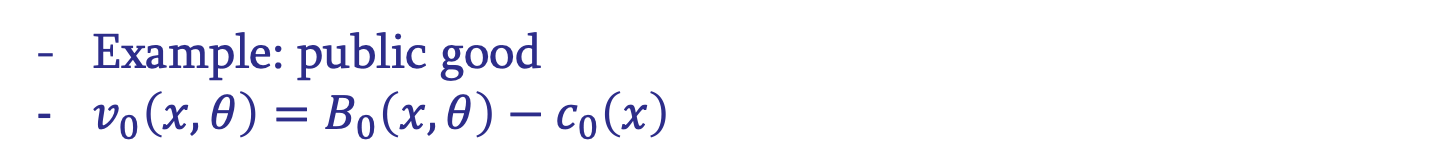 - Example: public good
- 𝑣₀(𝑥, 𝜃) = 𝐵₀(𝑥, 𝜃) − 𝑐₀(𝑥)